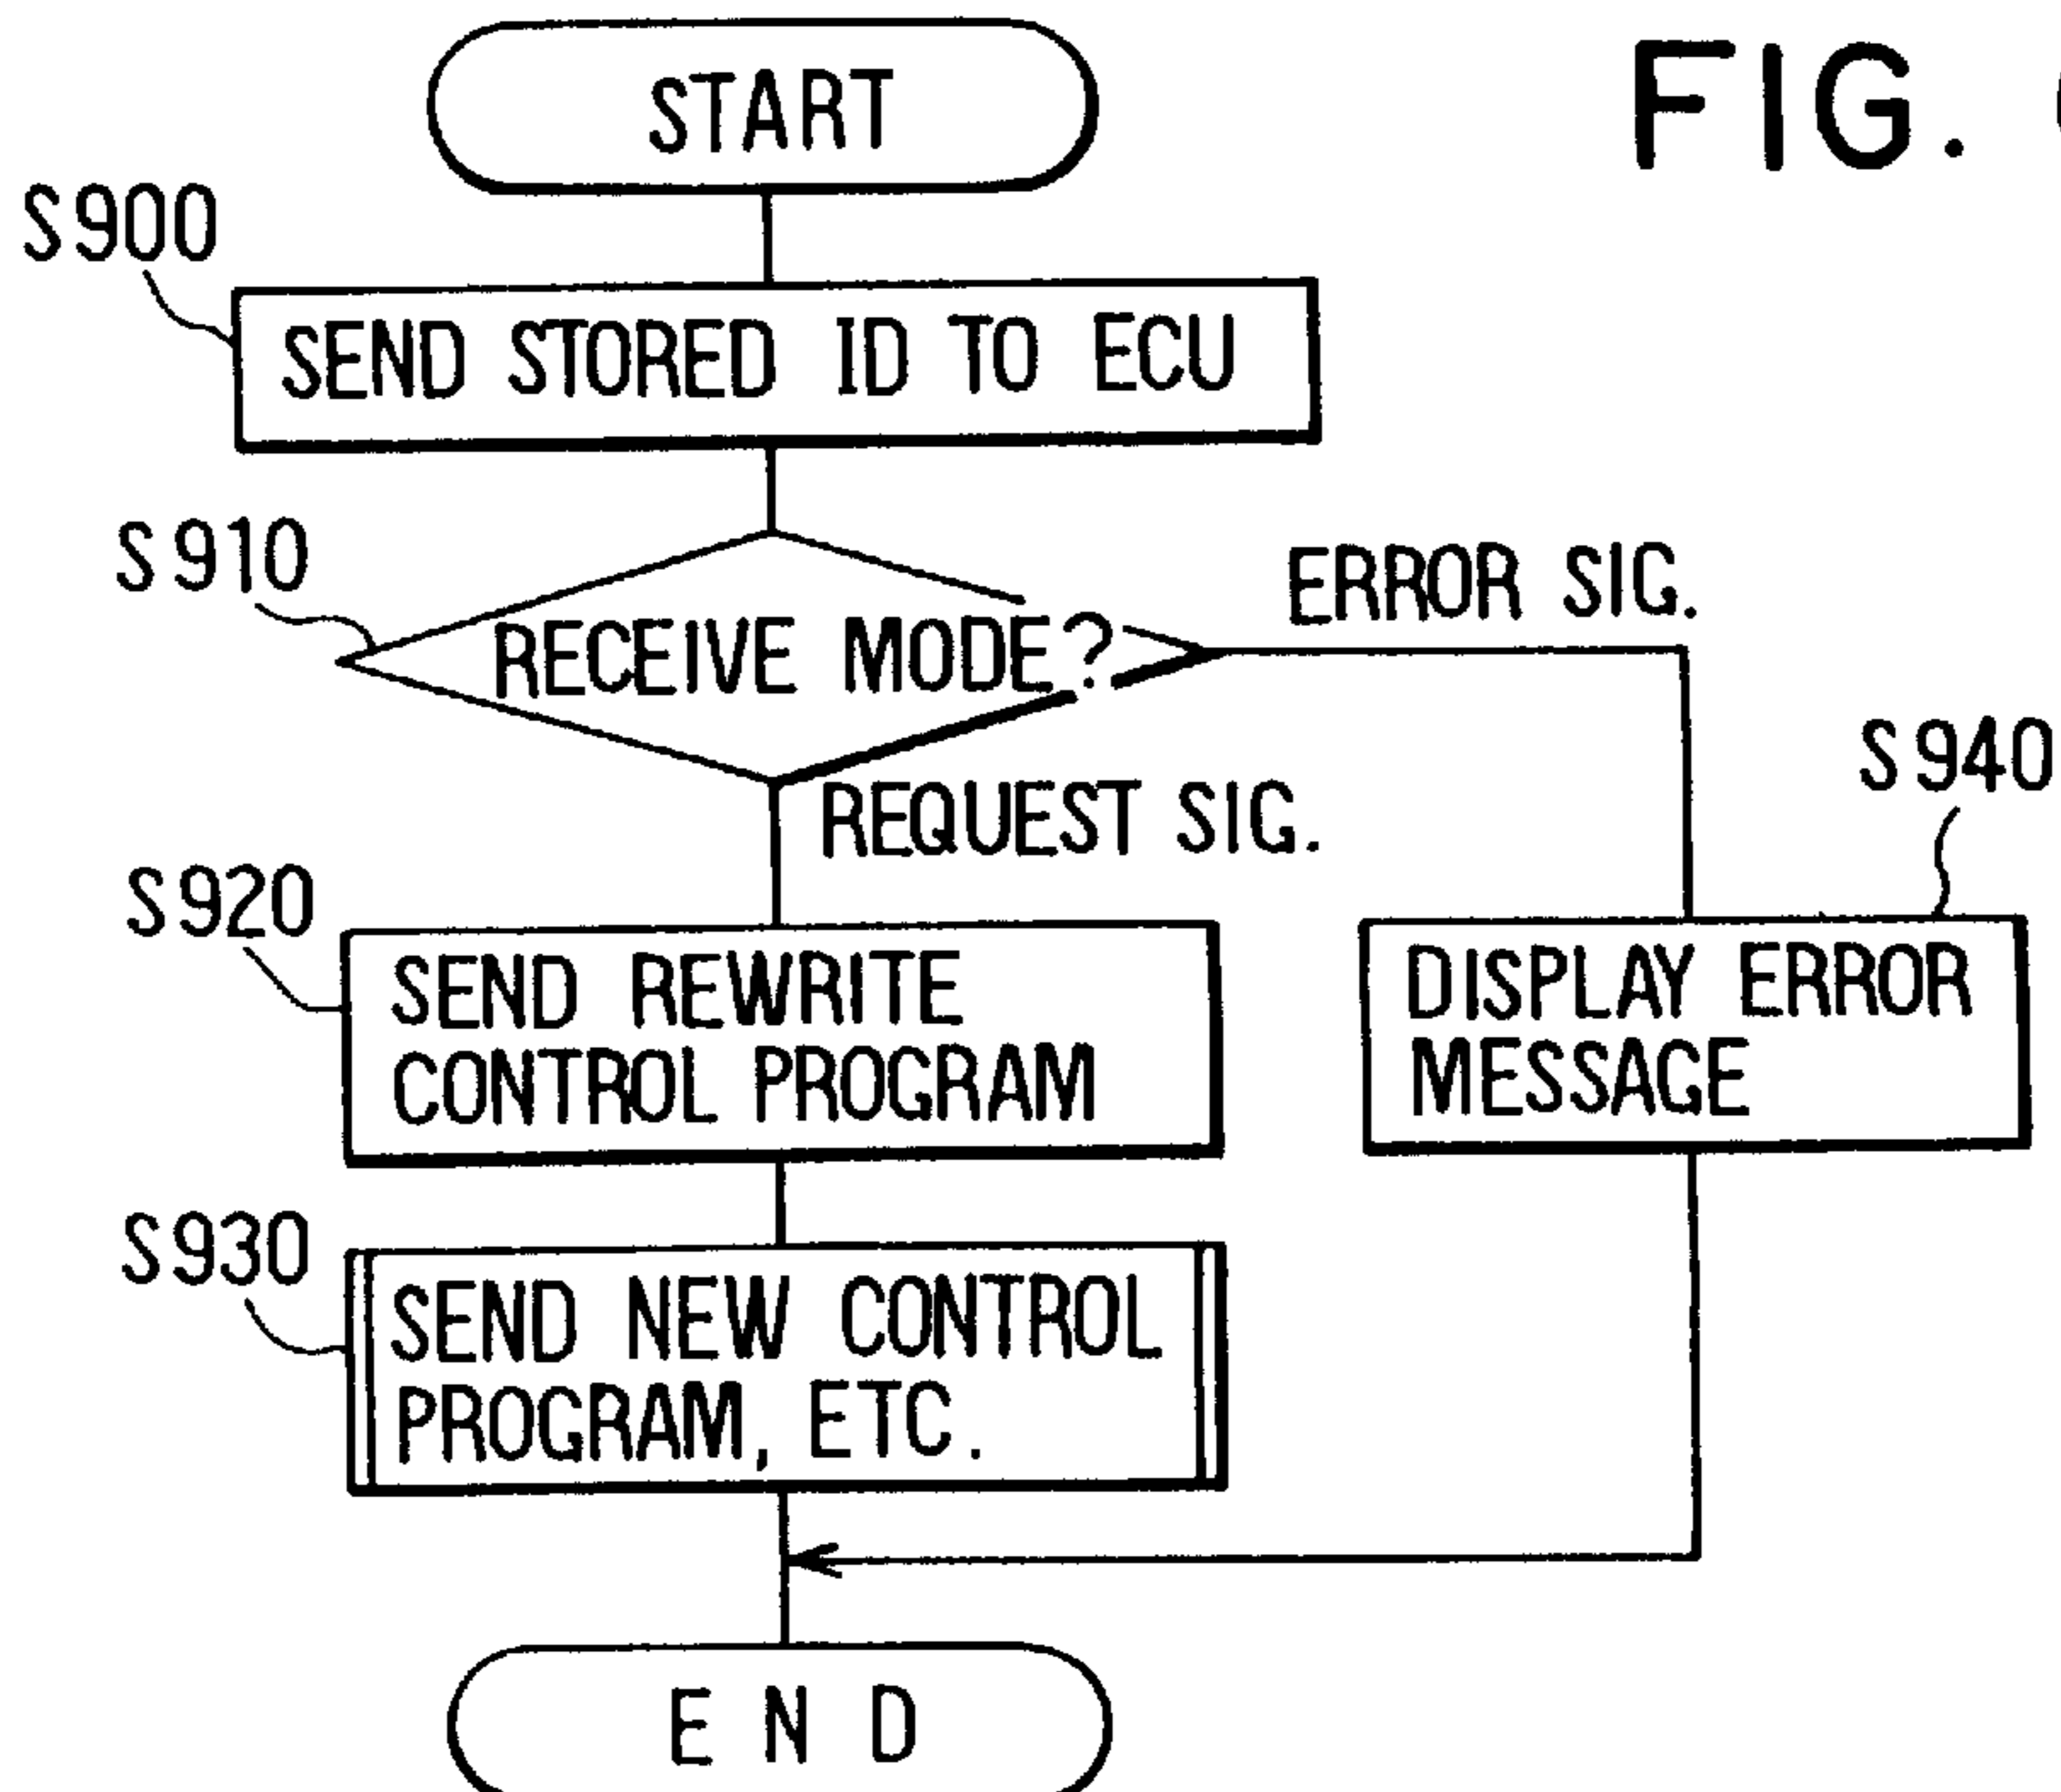 START
FIG.
S900
SEND STORED ID TO ECU
S910
RECEIVE MODE?
ERROR SIG.
REQUEST SIG.
S940
S920
SEND REWRITE
CONTROL PROGRAM
DISPLAY ERROR
MESSAGE
S930
SEND NEW CONTROL
PROGRAM, ETC.
END